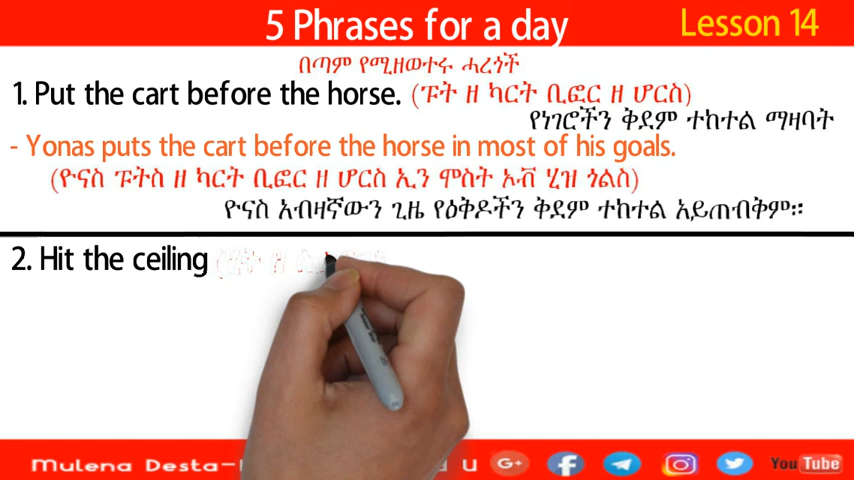 5 Phrases for a day
Lesson 14
በጣም የሚዘወተሩ ሓረጎች
1. Put the cart before the horse. (ፑት ዘ ካርት ቢፎር ዘ ሆርስ)
የነገሮችን ቅደም ተከተል ማዛባት
- Yonas puts the cart before the horse in most of his goals.
(ዮናስ ፑትስ ዘ ካርት ቢፎር ዘ ሆርስ ኢን ሞስት ኦቭ ሂዝ ጎልስ)
ዮናስ አብዛኛውን ጊዜ የዕቅዶችን ቅደም ተከተል አይጠብቅም።
2. Hit the ceiling
Mulena Desta-
d u G+ You Tube